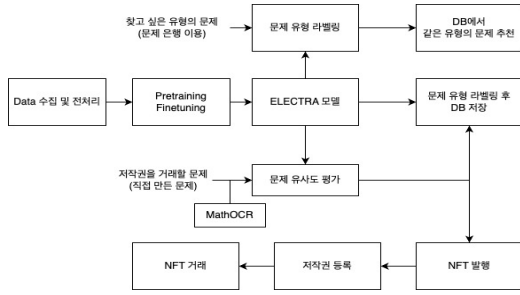 찾고 싶은 유형의 문제
(문제 은행 이용)
문제 유형 라벨링
DB에서
같은 유형의 문제 추천
Data 수집 및 전처리
Pretraining
Finetuning
ELECTRA 모델
문제 유형 라벨링 후
DB 저장
저작권을 거래할 문제
(직접 만든 문제)
문제 유사도 평가
MathOCR
NFT 거래
저작권 등록
NFT 발행